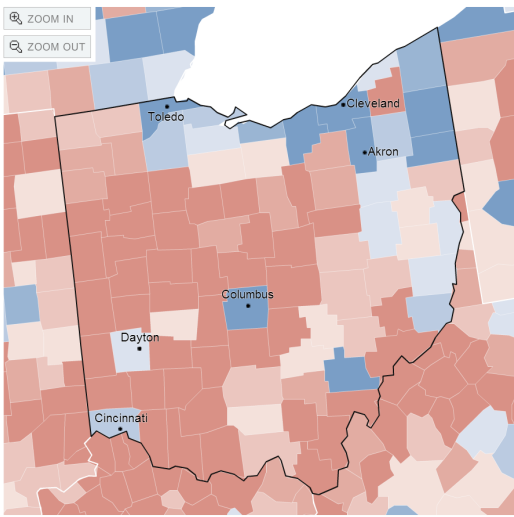 ZOOM IN
ZOOM OUT
Toledo
Cleveland
Akron
Columbus
Dayton
Cincinnati